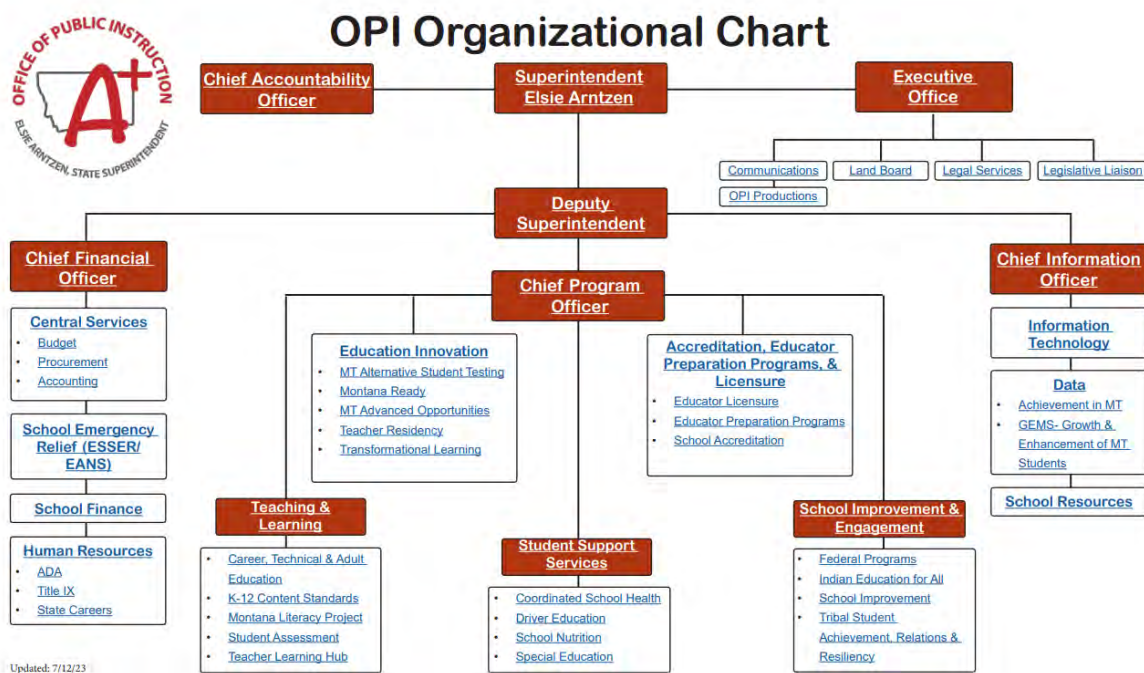 OPI Organizational Chart
OFFICE OF PUBLIC INSTRUCTION
A+
ELSIE ARNTZEN, STATE SUPERINTENDENT
Chief Accountability
Officer
Superintendent
Elsie Arntzen
Executive
Office
Communications
Land Board
Legal Services
Legislative Liaison
OPI Productions
Deputy
Superintendent
Chief Financial
Officer
Chief Program
Officer
Chief Information
Officer
Central Services
• Budget
• Procurement
• Accounting
School Emergency
Relief (ESSER/
EANS)
School Finance
Human Resources
• ADA
• Title IX
• State Careers
Education Innovation
• MT Alternative Student Testing
• Montana Ready
• MT Advanced Opportunities
• Teacher Residency
• Transformational Learning
Accreditation, Educator
Preparation Programs, &
Licensure
• Educator Licensure
• Educator Preparation Programs
• School Accreditation
Information
Technology
Data
• Achievement in MT
• GEMS- Growth &
Enhancement of MT
Students
School Resources
Teaching &
Learning
• Career, Technical & Adult
Education
• K-12 Content Standards
• Montana Literacy Project
• Student Assessment
• Teacher Learning Hub
Student Support
Services
• Coordinated School Health
• Driver Education
• School Nutrition
• Special Education
School Improvement &
Engagement
• Federal Programs
• Indian Education for All
• School Improvement
• Tribal Student
Achievement, Relations &
Resiliency
Updated: 7/12/23